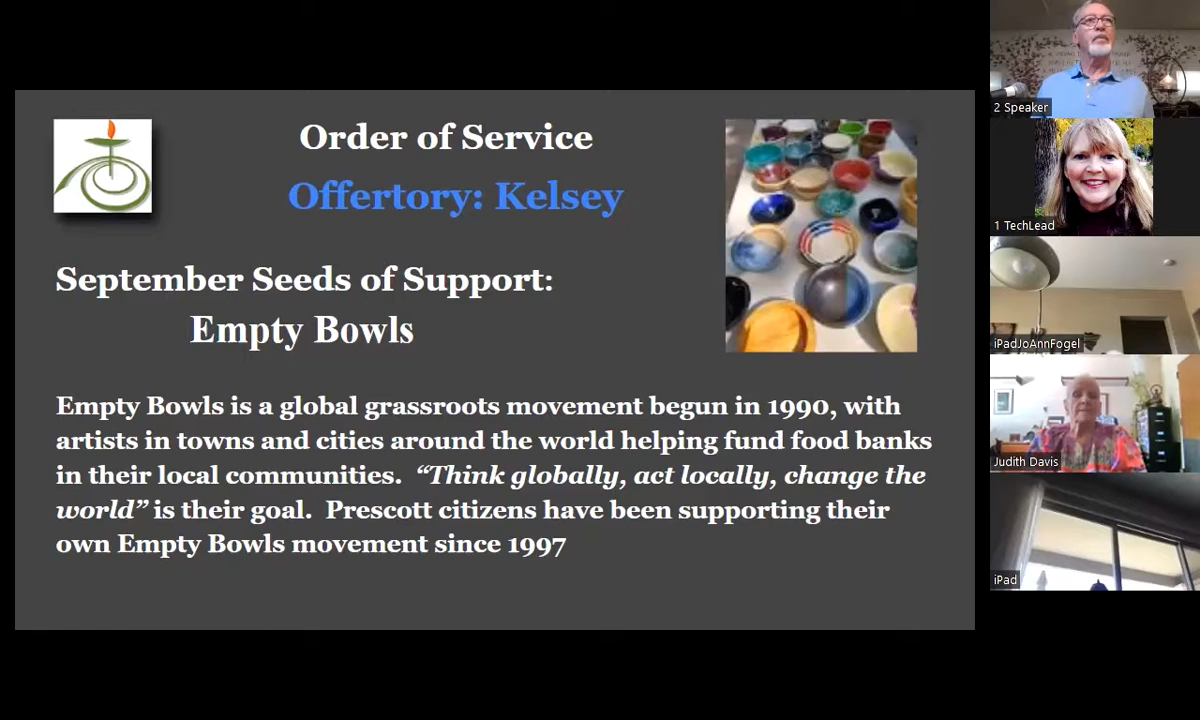 Order of Service
Offertory: Kelsey
September Seeds of Support:
Empty Bowls
Empty Bowls is a global grassroots movement begun in 1990, with
artists in towns and cities around the world helping fund food banks
in their local communities. “Think globally, act locally, change the
world” is their goal. Prescott citizens have been supporting their
own Empty Bowls movement since 1997
2 Speaker
1 TechLead
iPadJoAnnFogel
Judith Davis
iPad